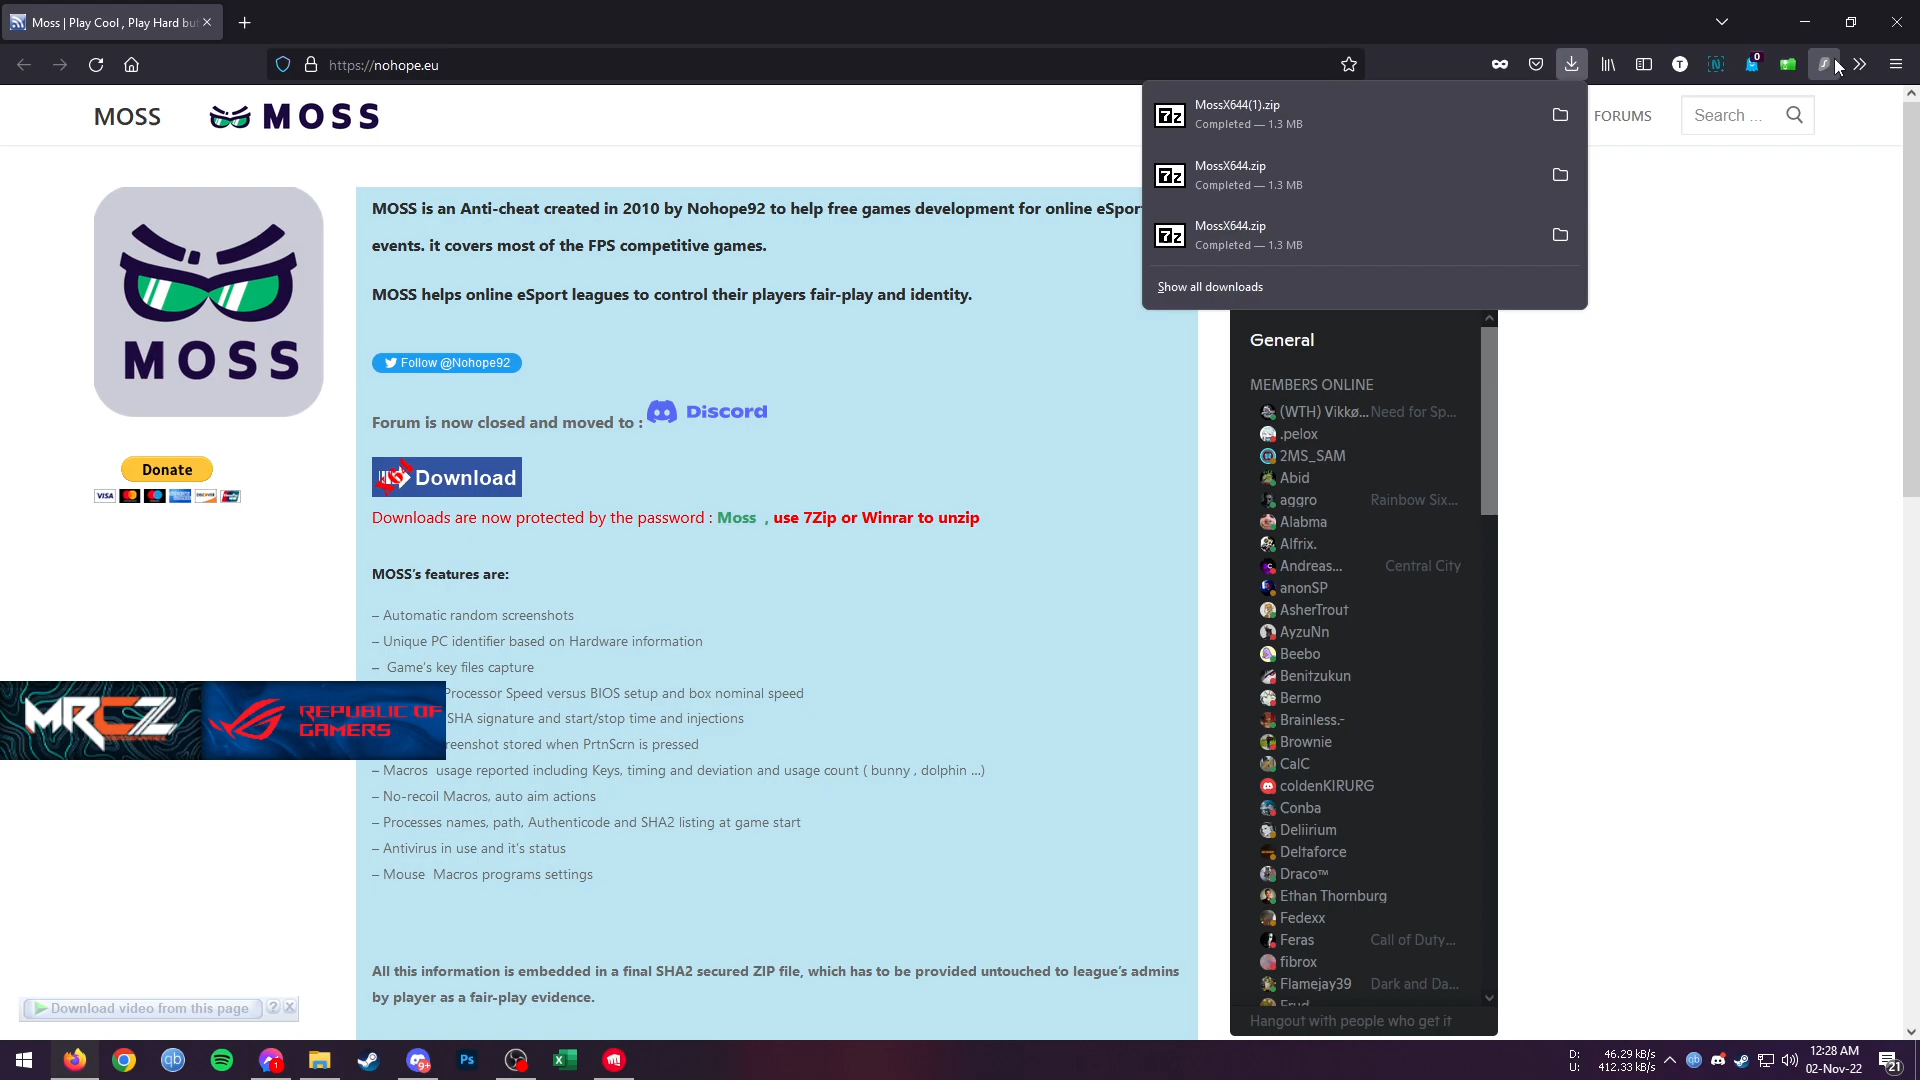 Moss | Play Cool , Play Hard bu
https://nohope.eu
MossX644(1).zip
Completed — 1.3 MB
MossX644.zip
Completed — 1.3 MB
MossX644.zip
Completed — 1.3 MB
Show all downloads
MOSS
MOSS
FORUMS
Search ...
MOSS
Donate
VISA
MOSS is an Anti-cheat created in 2010 by Nohope92 to help free games development for online eSport
events. it covers most of the FPS competitive games.
MOSS helps online eSport leagues to control their players fair-play and identity.
Follow @Nohope92
Forum is now closed and moved to : Discord
Download
Downloads are now protected by the password : Moss , use 7Zip or Winrar to unzip
MOSS's features are:
– Automatic random screenshots
– Unique PC identifier based on Hardware information
– Game's key files capture
Processor Speed versus BIOS setup and box nominal speed
SHA signature and start/stop time and injections
reenshot stored when PrtnScrn is pressed
– Macros usage reported including Keys, timing and deviation and usage count ( bunny , dolphin ...)
– No-recoil Macros, auto aim actions
– Processes names, path, Authenticode and SHA2 listing at game start
– Antivirus in use and it's status
– Mouse Macros programs settings
All this information is embedded in a final SHA2 secured ZIP file, which has to be provided untouched to league's admins
by player as a fair-play evidence.
MRCZ
REPUBLIC OF
GAMERS
Download video from this page
General
MEMBERS ONLINE
(WTH) Vikkø... Need for Sp...
.pelox
2MS_SAM
Abid
aggro Rainbow Six...
Alabma
Alfrix.
Andreas... Central City
anonSP
AsherTrout
AyzuNn
Beebo
Benitzukun
Bermo
Brainless.-
Brownie
CalC
coldenKIRURG
Conba
Deliirium
Deltaforce
Draco™
Ethan Thornburg
Fedexx
Feras Call of Duty...
fibrox
Flamejay39 Dark and Da...
Hangout with people who get it
D: 46.29 kB/s
U: 412.33 kB/s
12:28 AM
02-Nov-22
21